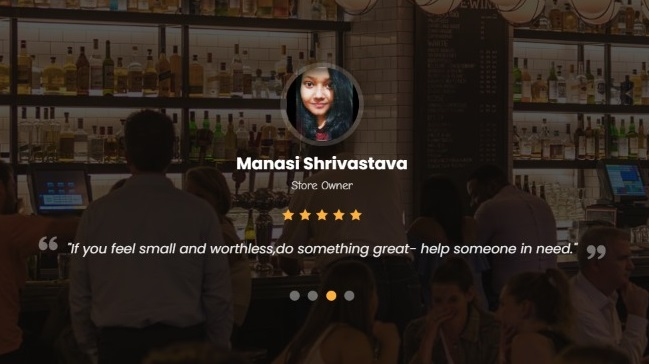 Manasi Shrivastava
Store Owner
"If you feel small and worthless,do something great- help someone in need."